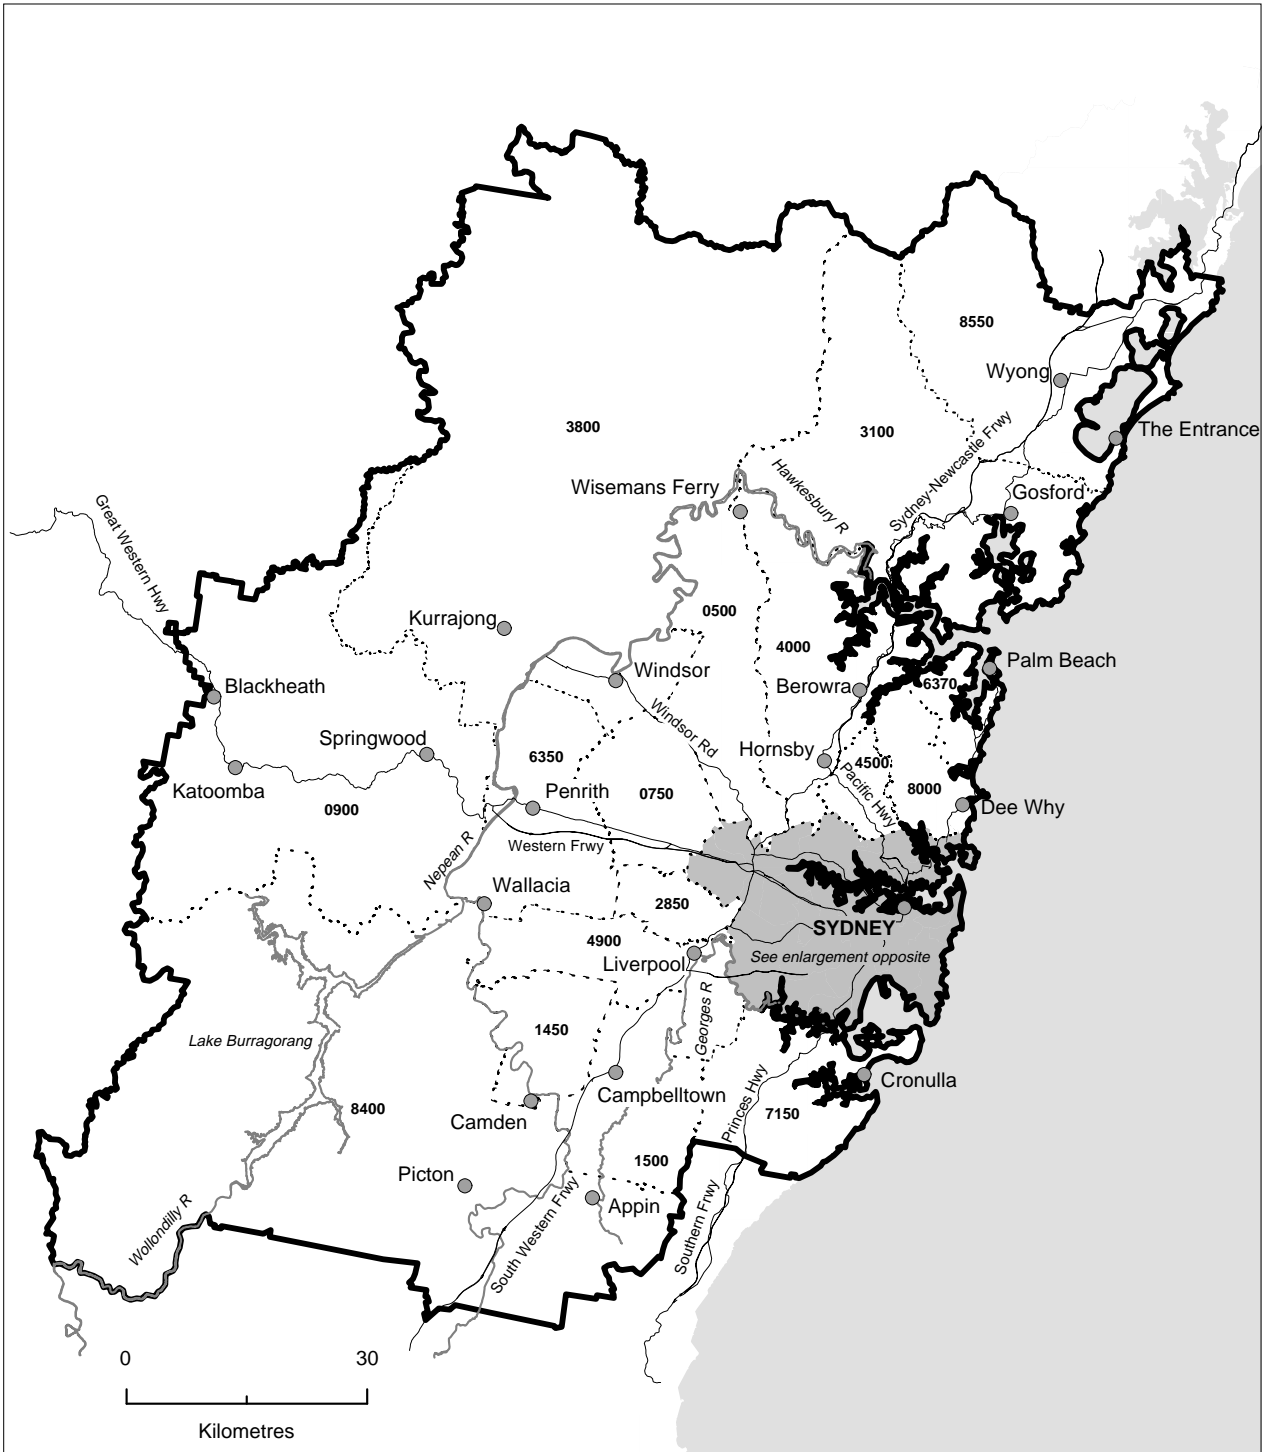 8550
Wyong
3800
3100
The Entrance
Sydney-Newcastle Frwy
Hawkesbury R
Wisemans Ferry
Gosford
Great Western Hwy
Kurrajong
0500
4000
Windsor
Palm Beach
6370
Blackheath
Berowra
Windsor Rd
Springwood
Hornsby
6350
4500
Pacific Hwy
Katoomba
Penrith
0750
8000
0900
Dee Why
Western Frwy
Nepean R
Wallacia
2850
SYDNEY
4900
Liverpool
See enlargement opposite
Georges R
1450
Lake Burragorang
Cronulla
Campbelltown
8400
Princes Hwy
7150
Camden
1500
Picton
Appin
Wollondilly R
South Western Frwy
Southern Frwy
0 30
Kilometres